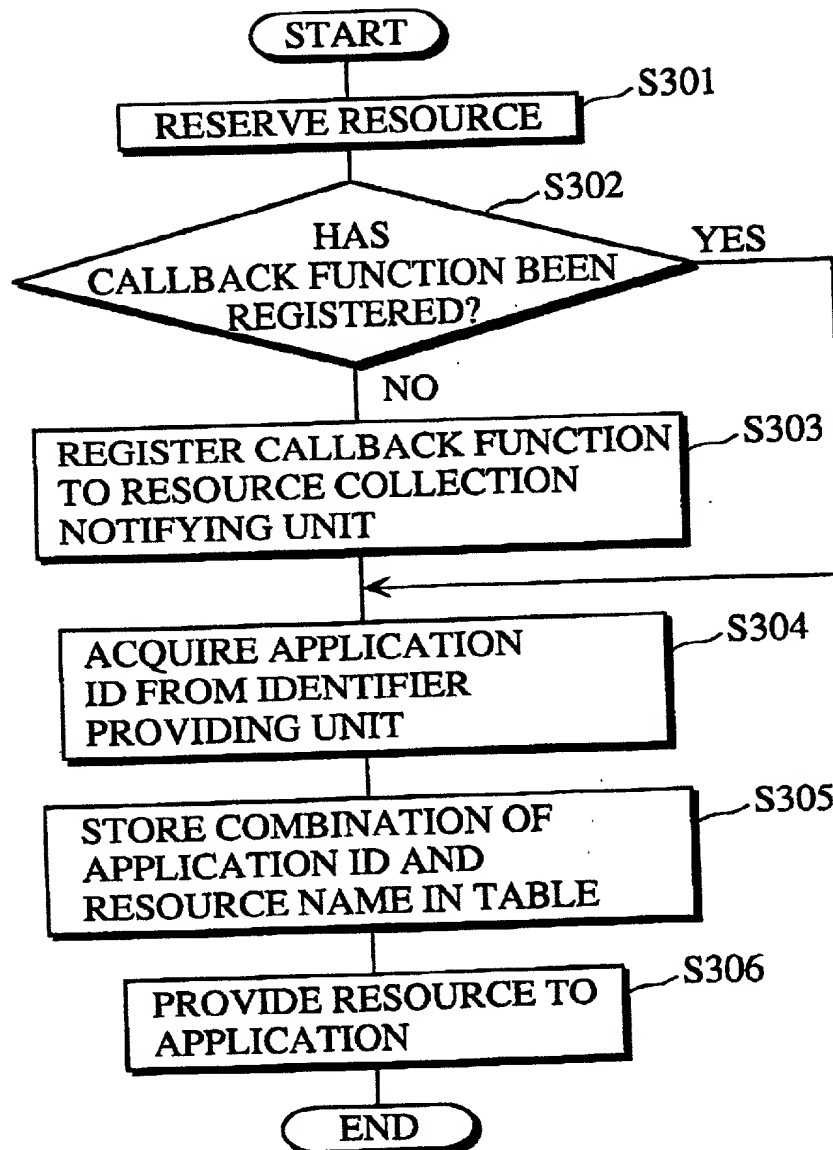 START
S301
RESERVE RESOURCE
S302
HAS
CALLBACK FUNCTION BEEN
REGISTERED?
YES
NO
S303
REGISTER CALLBACK FUNCTION
TO RESOURCE COLLECTION
NOTIFYING UNIT
S304
ACQUIRE APPLICATION
ID FROM IDENTIFIER
PROVIDING UNIT
S305
STORE COMBINATION OF
APPLICATION ID AND
RESOURCE NAME IN TABLE
S306
PROVIDE RESOURCE TO
APPLICATION
END